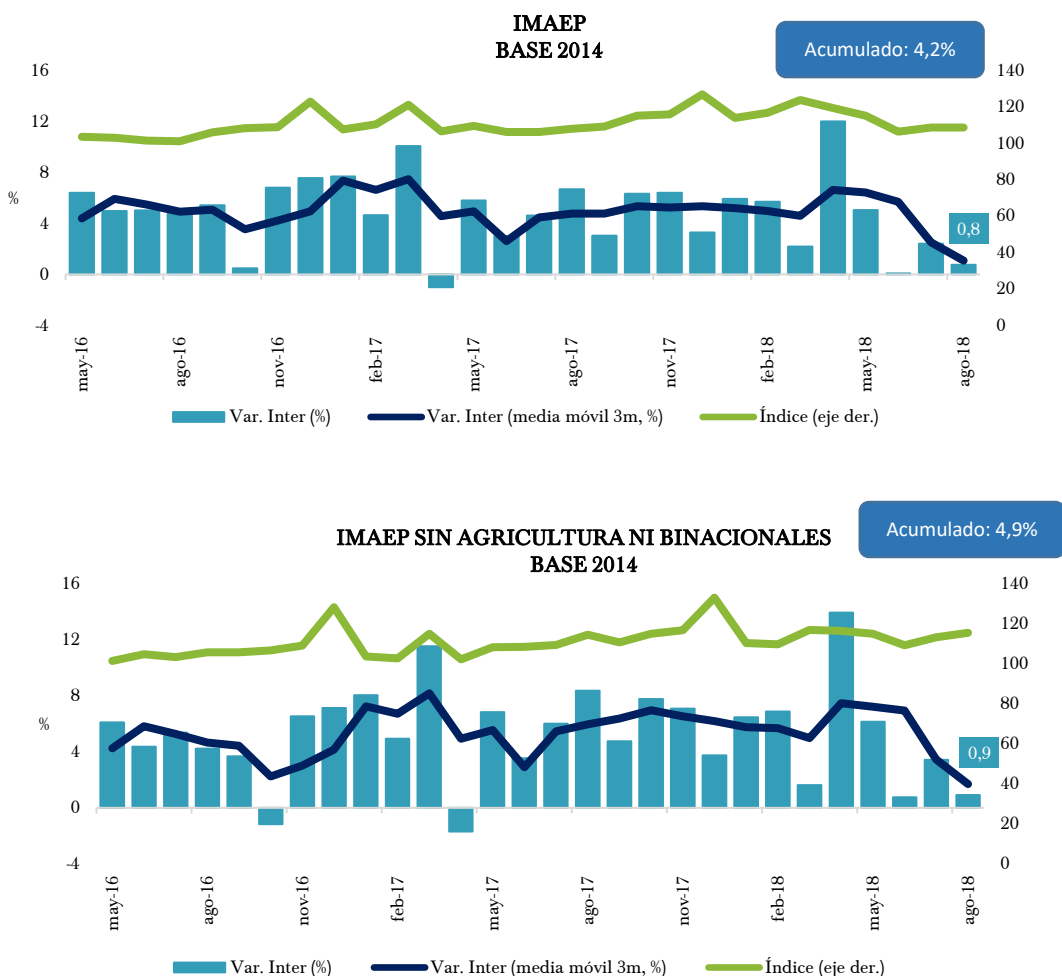 IMAEP
BASE 2014
Acumulado: 4,2%
16
12
8
4
0
-4
%
140
120
100
80
60
40
20
0
0,8
may-16
ago-16
nov-16
feb-17
may-17
ago-17
nov-17
feb-18
may-18
ago-18
Var. Inter (%)
Var. Inter (media móvil 3m, %)
Índice (eje der.)
Acumulado: 4,9%
IMAEP SIN AGRICULTURA NI BINACIONALES
BASE 2014
16
12
8
4
0
-4
%
140
120
100
80
60
40
20
0
0,9
may-16
ago-16
nov-16
feb-17
may-17
ago-17
nov-17
feb-18
may-18
ago-18
Var. Inter (%)
Var. Inter (media móvil 3m, %)
Índice (eje der.)